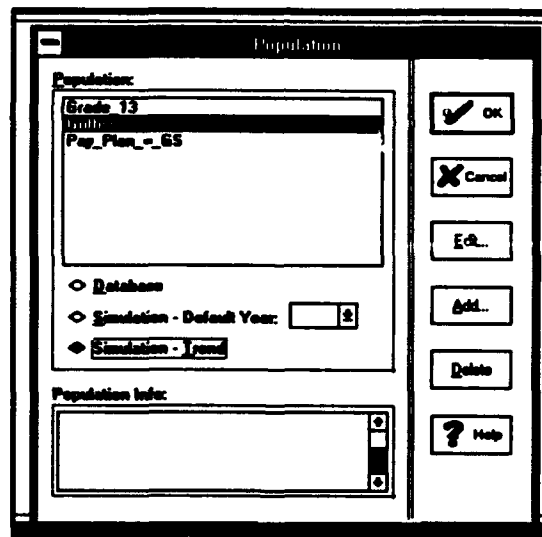 Population
Population:
Grade_13
Pay_Plan_=_GS
Database
Simulation - Default Year:
Simulation - Trend
Population Info:
OK
Cancel
Edit...
Add...
Delete
Help